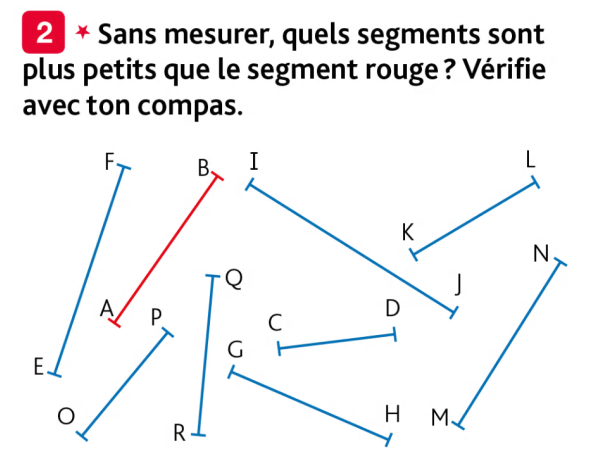 2 * Sans mesurer, quels segments sont
plus petits que le segment rouge ? Vérifie
avec ton compas.
F B I L
K
N
Q J
A P C D
G
E
O H M
R